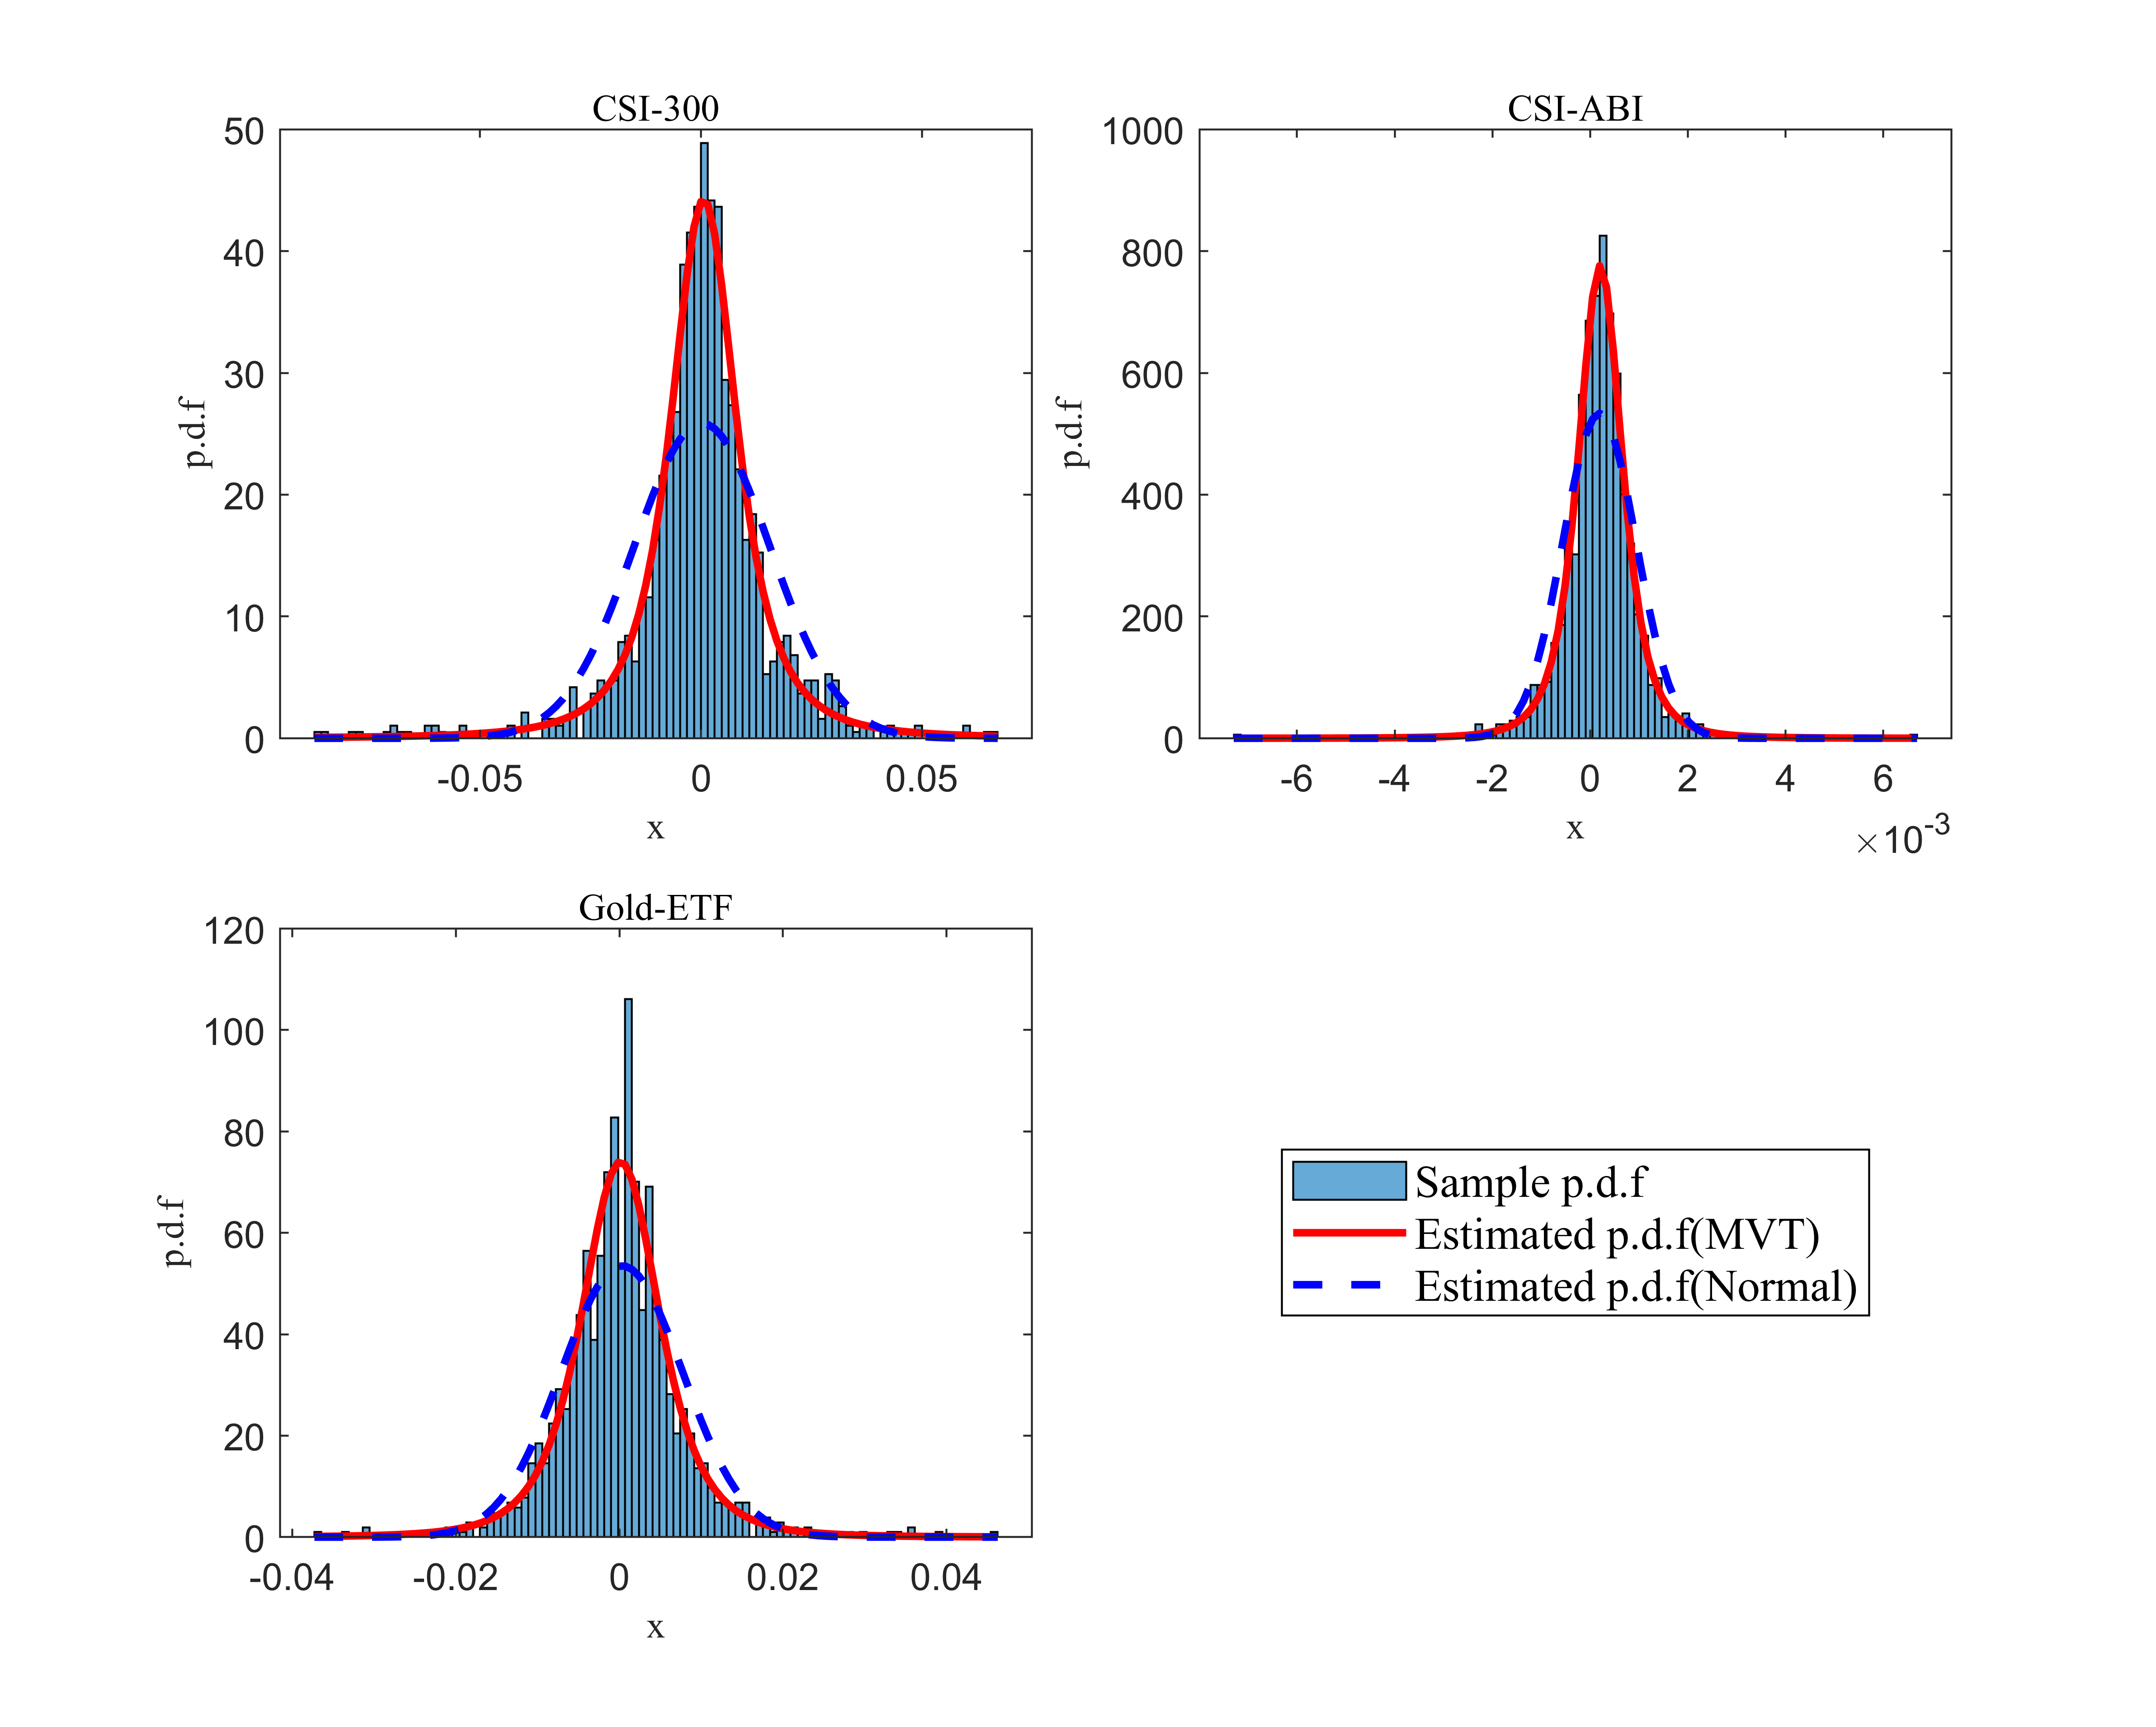 CSI-300
50
40
30
20
10
0
p.d.f
-0.05 0 0.05
x
CSI-ABI
1000
800
600
400
200
0
p.d.f
-6 -4 -2 0 2 4 6
x
×10-3
Gold-ETF
120
100
80
60
40
20
0
p.d.f
-0.04 -0.02 0 0.02 0.04
x
Sample p.d.f
Estimated p.d.f(MVT)
Estimated p.d.f(Normal)